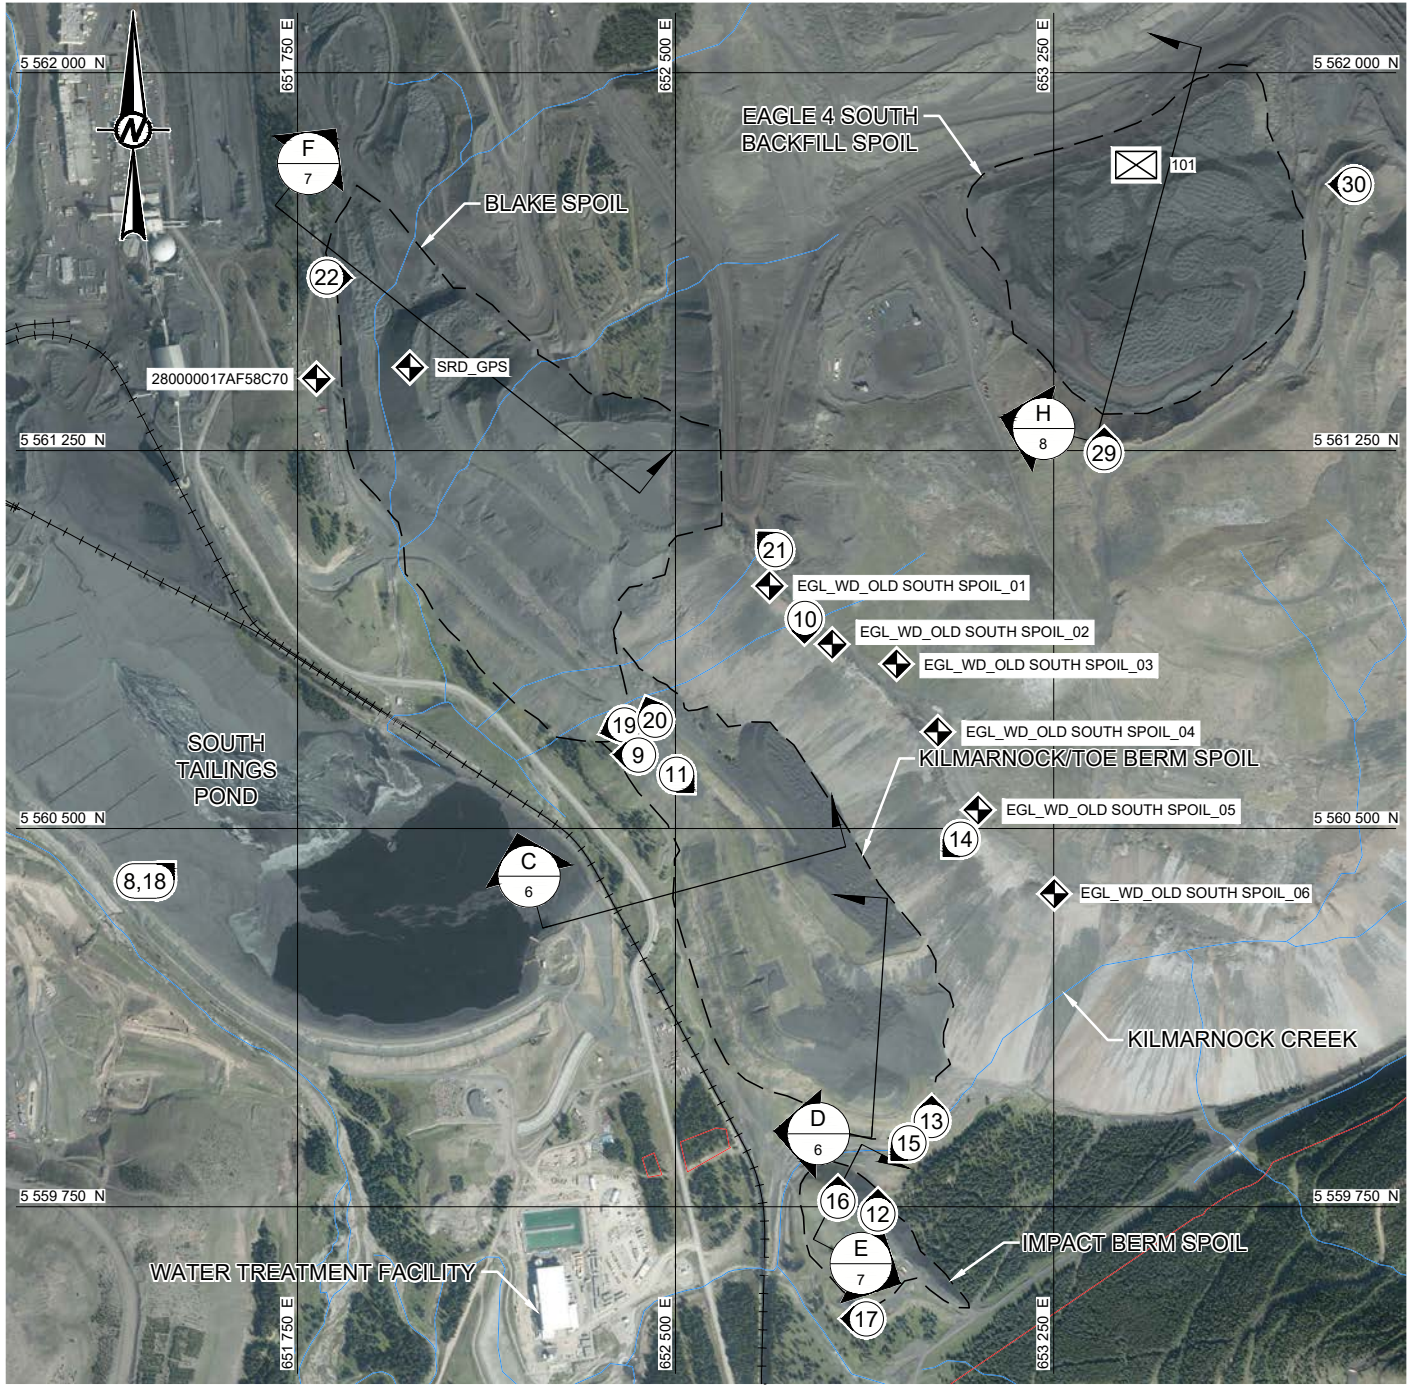 651 750 E
652 500 E
653 250 E
5 562 000 N
5 562 000 N
N
EAGLE 4 SOUTH
BACKFILL SPOIL
101
30
F
7
BLAKE SPOIL
22
280000017AF58C70
SRD_GPS
H
8
29
5 561 250 N
5 561 250 N
21
EGL_WD_OLD SOUTH SPOIL_01
10
EGL_WD_OLD SOUTH SPOIL_02
EGL_WD_OLD SOUTH SPOIL_03
19
20
EGL_WD_OLD SOUTH SPOIL_04
9
KILMARNOCK/TOE BERM SPOIL
11
SOUTH
TAILINGS
POND
EGL_WD_OLD SOUTH SPOIL_05
5 560 500 N
5 560 500 N
14
C
6
8,18
EGL_WD_OLD SOUTH SPOIL_06
KILMARNOCK CREEK
13
D
6
15
5 559 750 N
5 559 750 N
16
12
E
7
IMPACT BERM SPOIL
WATER TREATMENT FACILITY
17
651 750 E
652 500 E
653 250 E